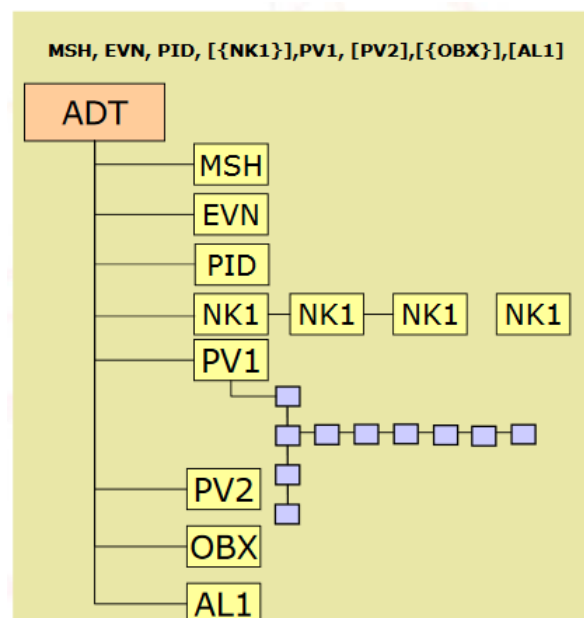 MSH, EVN, PID, [{NK1}],PV1, [PV2],[{OBX}],[AL1]
ADT
MSH
EVN
PID
NK1 NK1 NK1 NK1
PV1
PV2
OBX
AL1